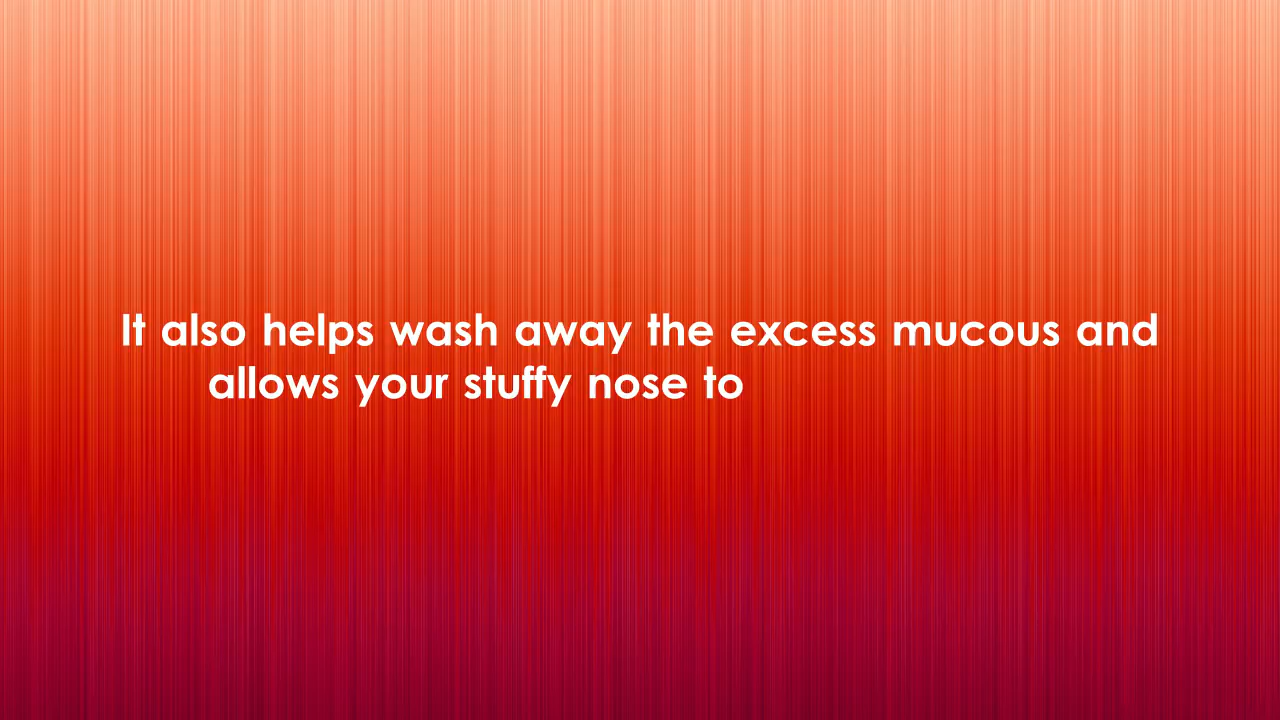 It also helps wash away the excess mucous and
allows your stuffy nose to